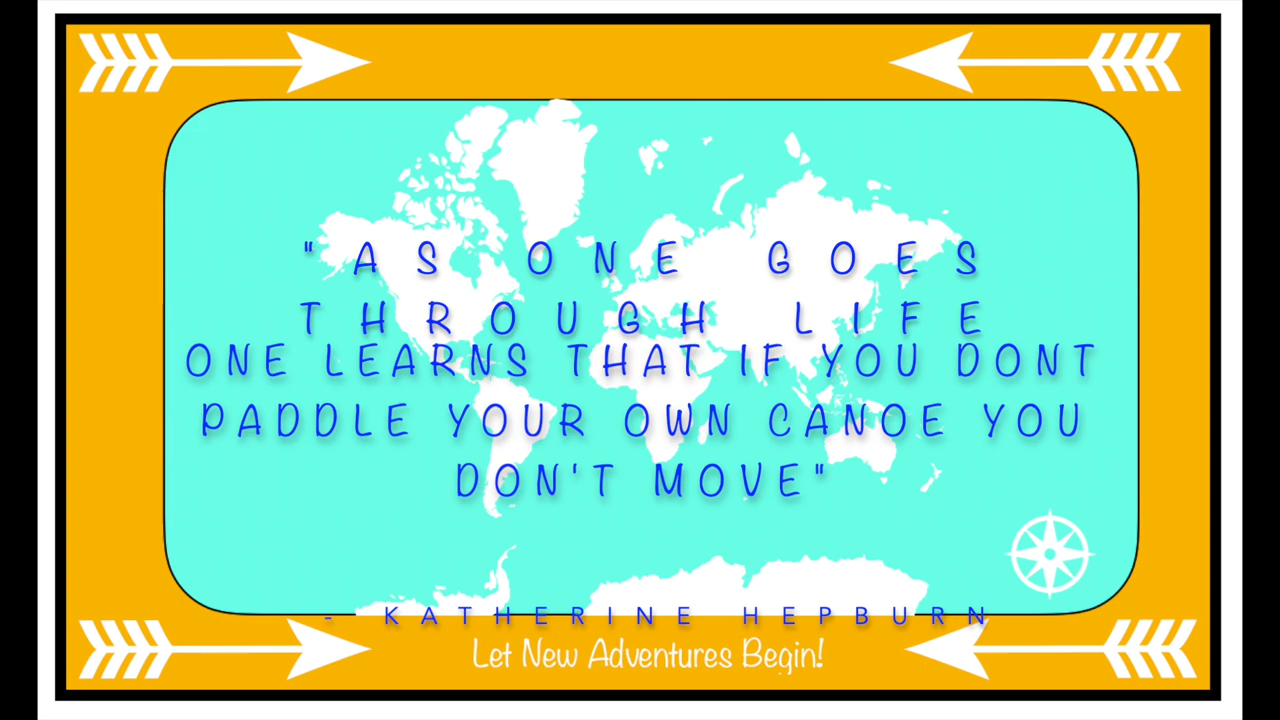 "AS ONE GOES
THROUGH LIFE
ONE LEARNS THAT IF YOU DONT
PADDLE YOUR OWN CANOE YOU
DON'T MOVE"
- KATHERINE HEPBURN
Let New Adventures Begin!